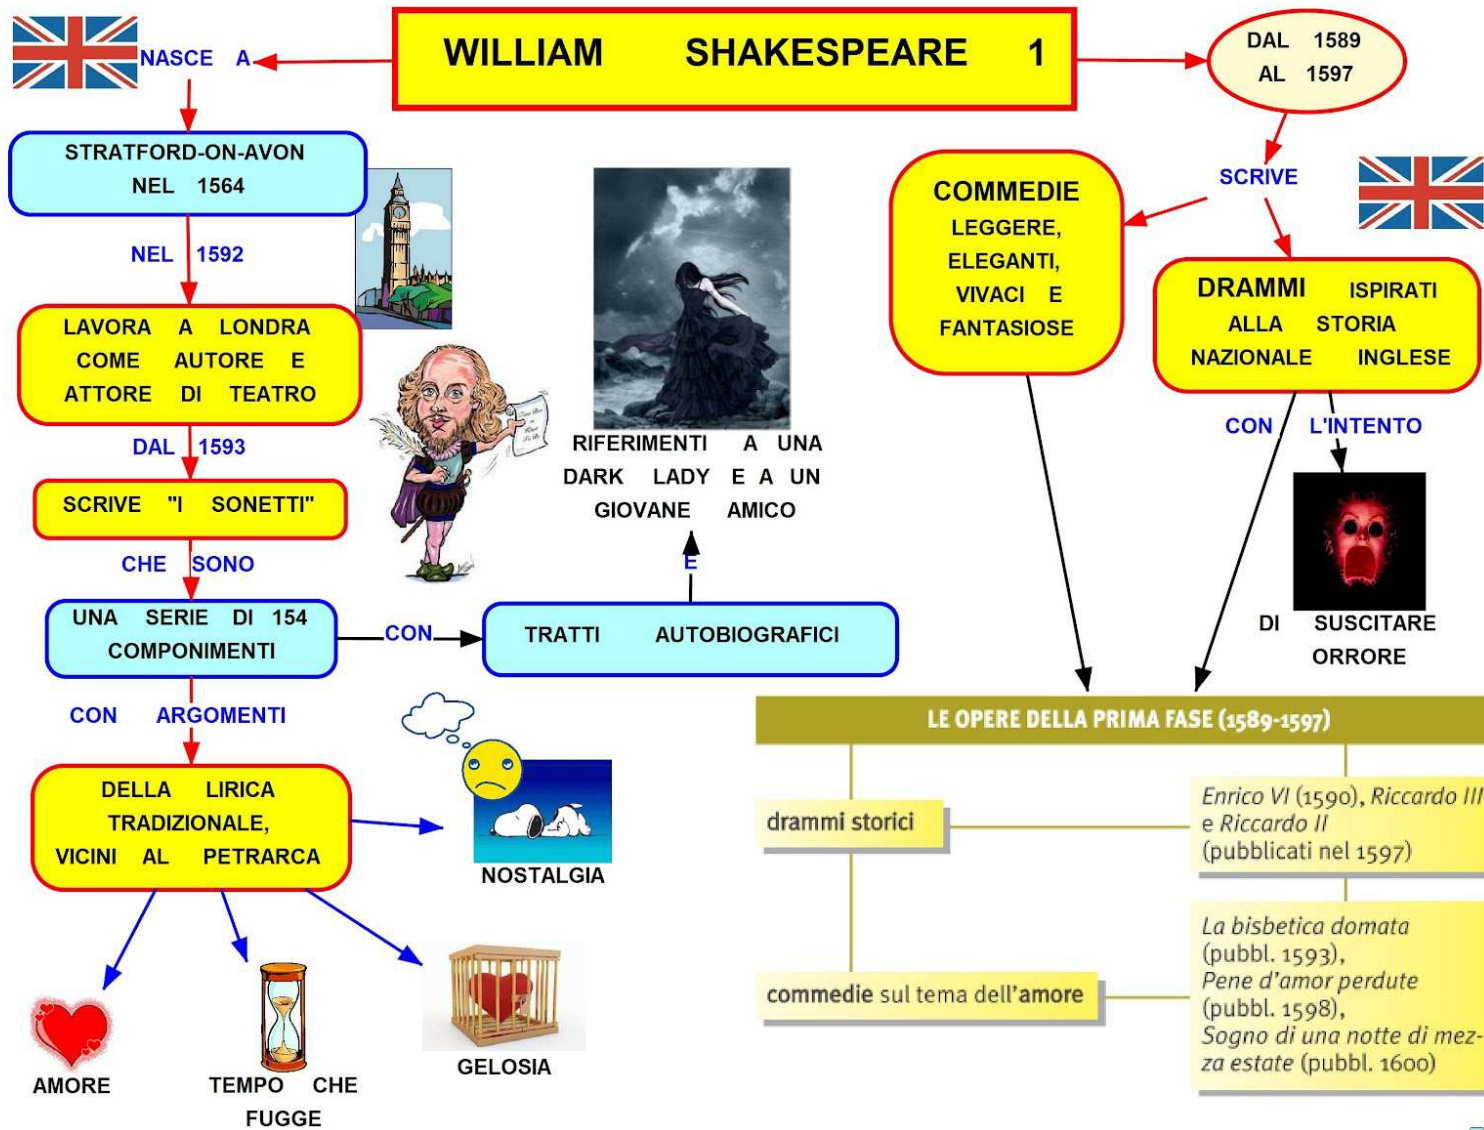 WILLIAM SHAKESPEARE 1
NASCE A
STRATFORD-ON-AVON
NEL 1564
NEL 1592
LAVORA A LONDRA
COME AUTORE E
ATTORE DI TEATRO
DAL 1593
SCRIVE "I SONETTI"
CHE SONO
UNA SERIE DI 154
COMPONIMENTI
CON
TRATTI AUTOBIOGRAFICI
E
RIFERIMENTI A UNA
DARK LADY E A UN
GIOVANE AMICO
CON ARGOMENTI
DELLA LIRICA
TRADIZIONALE,
VICINI AL PETRARCA
NOSTALGIA
GELOSIA
TEMPO CHE
FUGGE
AMORE
DAL 1589
AL 1597
SCRIVE
COMMEDIE
LEGGERE,
ELEGANTI,
VIVACI E
FANTASIOSE
DRAMMI ISPIRATI
ALLA STORIA
NAZIONALE INGLESE
CON L'INTENTO
DI SUSCITARE
ORRORE
LE OPERE DELLA PRIMA FASE (1589-1597)
drammi storici
Enrico VI (1590), Riccardo III
e Riccardo II
(pubblicati nel 1597)
commedie sul tema dell'amore
La bisbetica domata
(pubbl. 1593),
Pene d'amor perdute
(pubbl. 1598),
Sogno di una notte di mez-
za estate (pubbl. 1600)